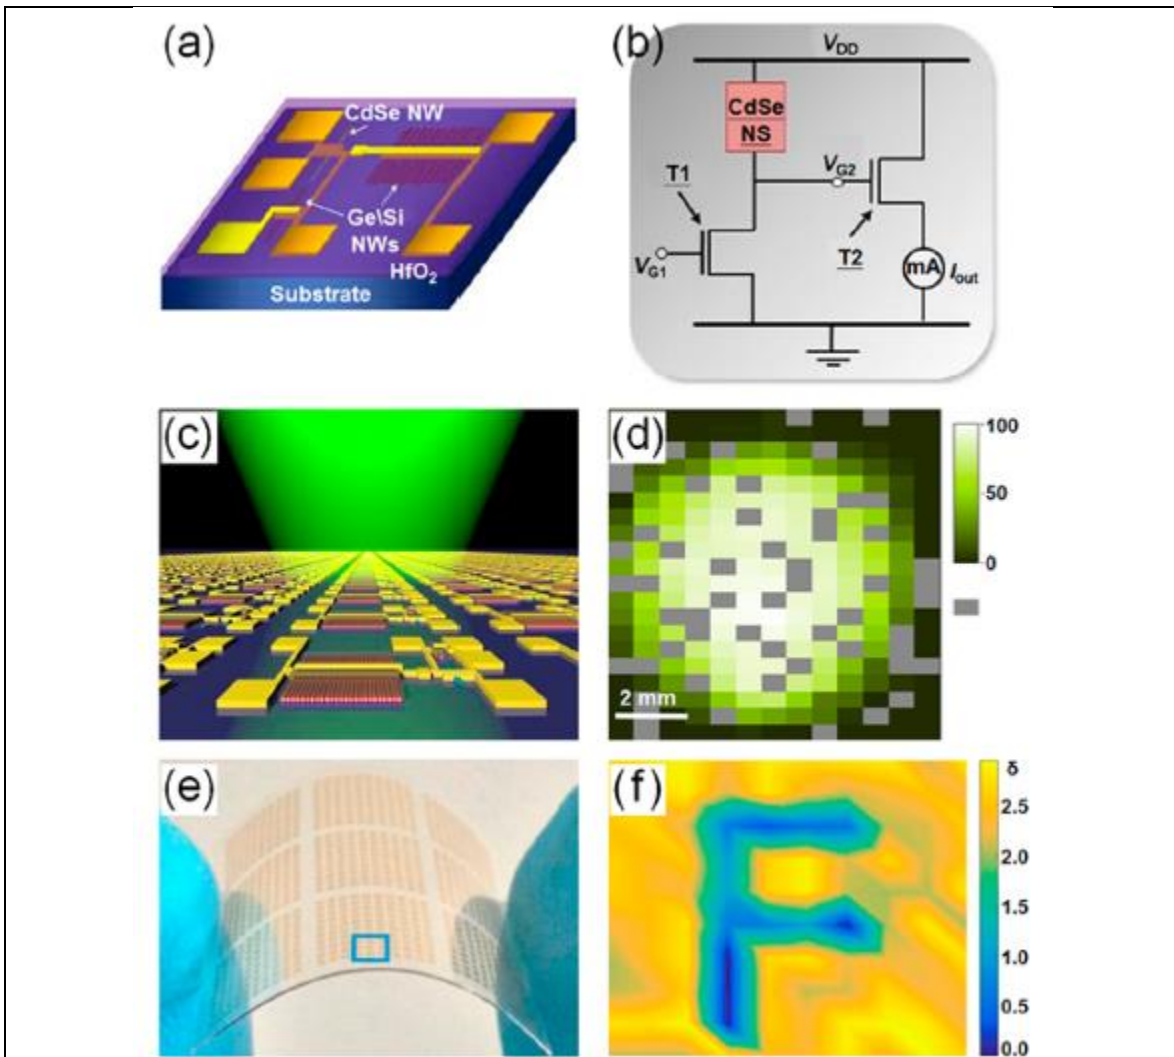 (a)
CdSe NW
Ge\Si
NWs
HfO2
Substrate
(b)
VDD
CdSe
NS
T1
VG2
VG1
T2
mA
Iout
(c)
(d)
100
50
0
2 mm
(e)
(f)
δ
2.5
2.0
1.5
1.0
0.5
0.0